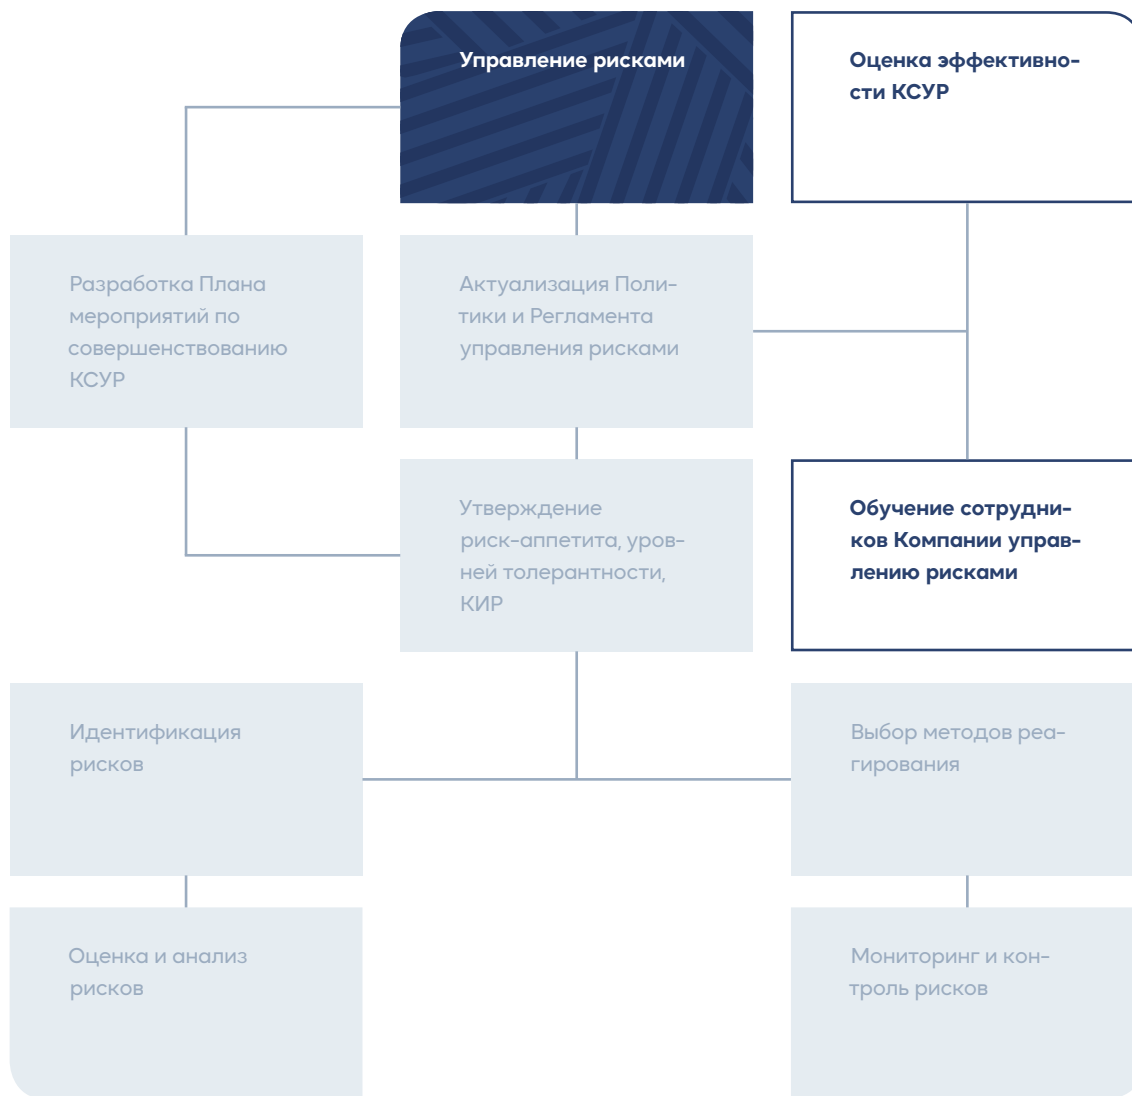 Управление рисками
Оценка эффективно-
сти КСУР
Разработка Плана
мероприятий по
совершенствованию
КСУР
Актуализация Поли-
тики и Регламента
управления рисками
Утверждение
риск-аппетита, уров-
ней толерантности,
КИР
Обучение сотрудни-
ков Компании управ-
лению рисками
Идентификация
рисков
Выбор методов реа-
гирования
Оценка и анализ
рисков
Мониторинг и кон-
троль рисков